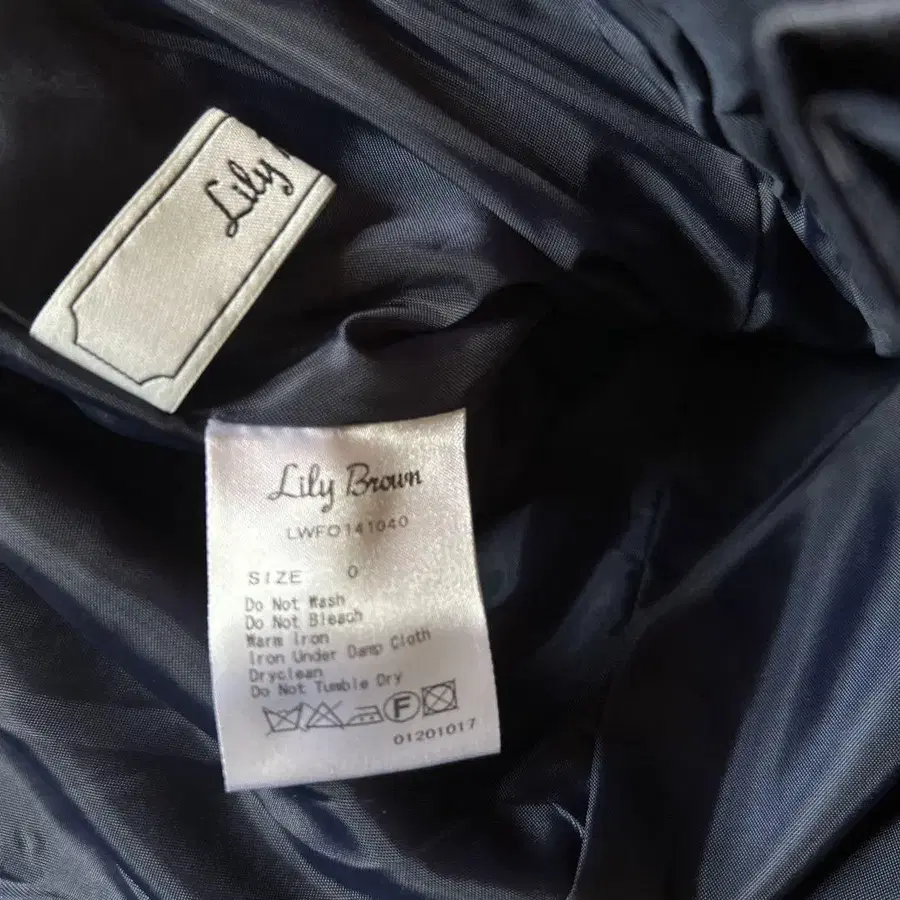 Lily
Lily Brown
LWFO141040
SIZE 0
Do Not Wash
Do Not Bleach
Warm Iron
Iron Under Damp Cloth
Dryclean
Do Not Tumble Dry
F
01201017